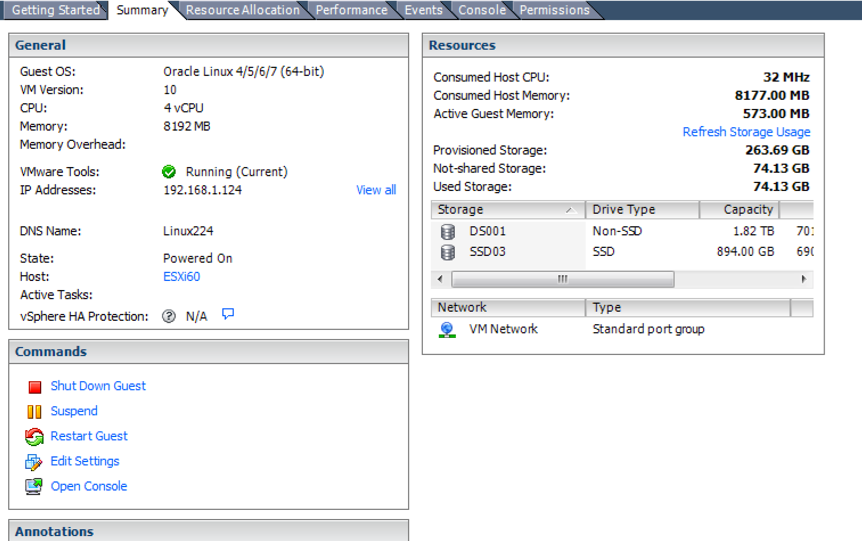 Getting Started Summary Resource Allocation Performance Events Console Permissions
General
Guest OS: Oracle Linux 4/5/6/7 (64-bit)
VM Version: 10
CPU: 4 vCPU
Memory: 8192 MB
Memory Overhead:
VMware Tools: Running (Current)
IP Addresses: 192.168.1.124 View all
DNS Name: Linux224
State: Powered On
Host: ESXi60
Active Tasks:
vSphere HA Protection: N/A
Commands
Shut Down Guest
Suspend
Restart Guest
Edit Settings
Open Console
Annotations
Resources
Consumed Host CPU: 32 MHz
Consumed Host Memory: 8177.00 MB
Active Guest Memory: 573.00 MB
Refresh Storage Usage
Provisioned Storage: 263.69 GB
Not-shared Storage: 74.13 GB
Used Storage: 74.13 GB
Storage Drive Type Capacity
DS001 Non-SSD 1.82 TB 701
SSD03 SSD 894.00 GB 690
Network Type
VM Network Standard port group